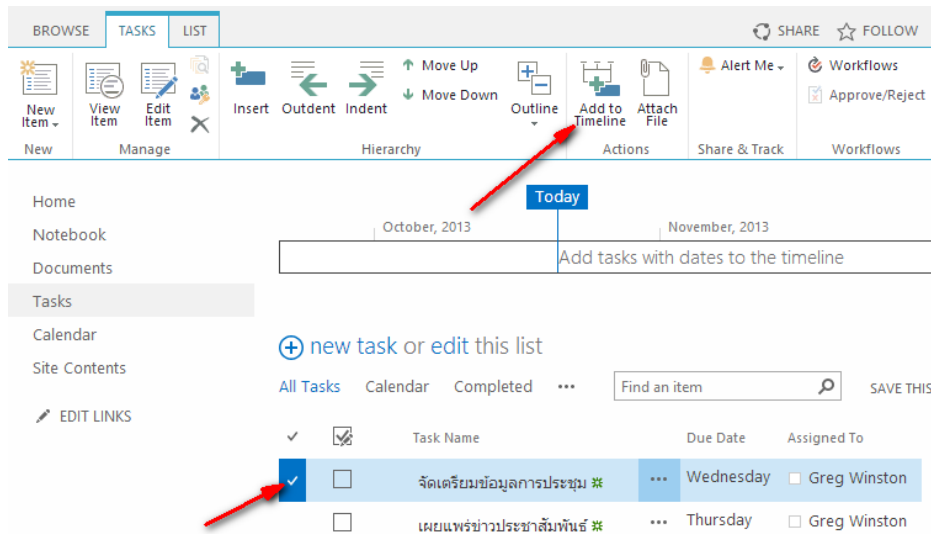 BROWSE TASKS LIST SHARE FOLLOW
New Item View Item Edit Item Insert Outdent Indent Move Up Move Down Outline Add to Timeline Attach File Alert Me Workflows Approve/Reject
New Manage Hierarchy Actions Share & Track Workflows
Home
Notebook
Documents
Tasks
Calendar
Site Contents
EDIT LINKS
Today
October, 2013 November, 2013
Add tasks with dates to the timeline
new task or edit this list
All Tasks Calendar Completed ••• Find an item SAVE THIS
Task Name Due Date Assigned To
จัดเตรียมข้อมูลการประชุม ••• Wednesday Greg Winston
เผยแพร่ข่าวประชาสัมพันธ์ ••• Thursday Greg Winston